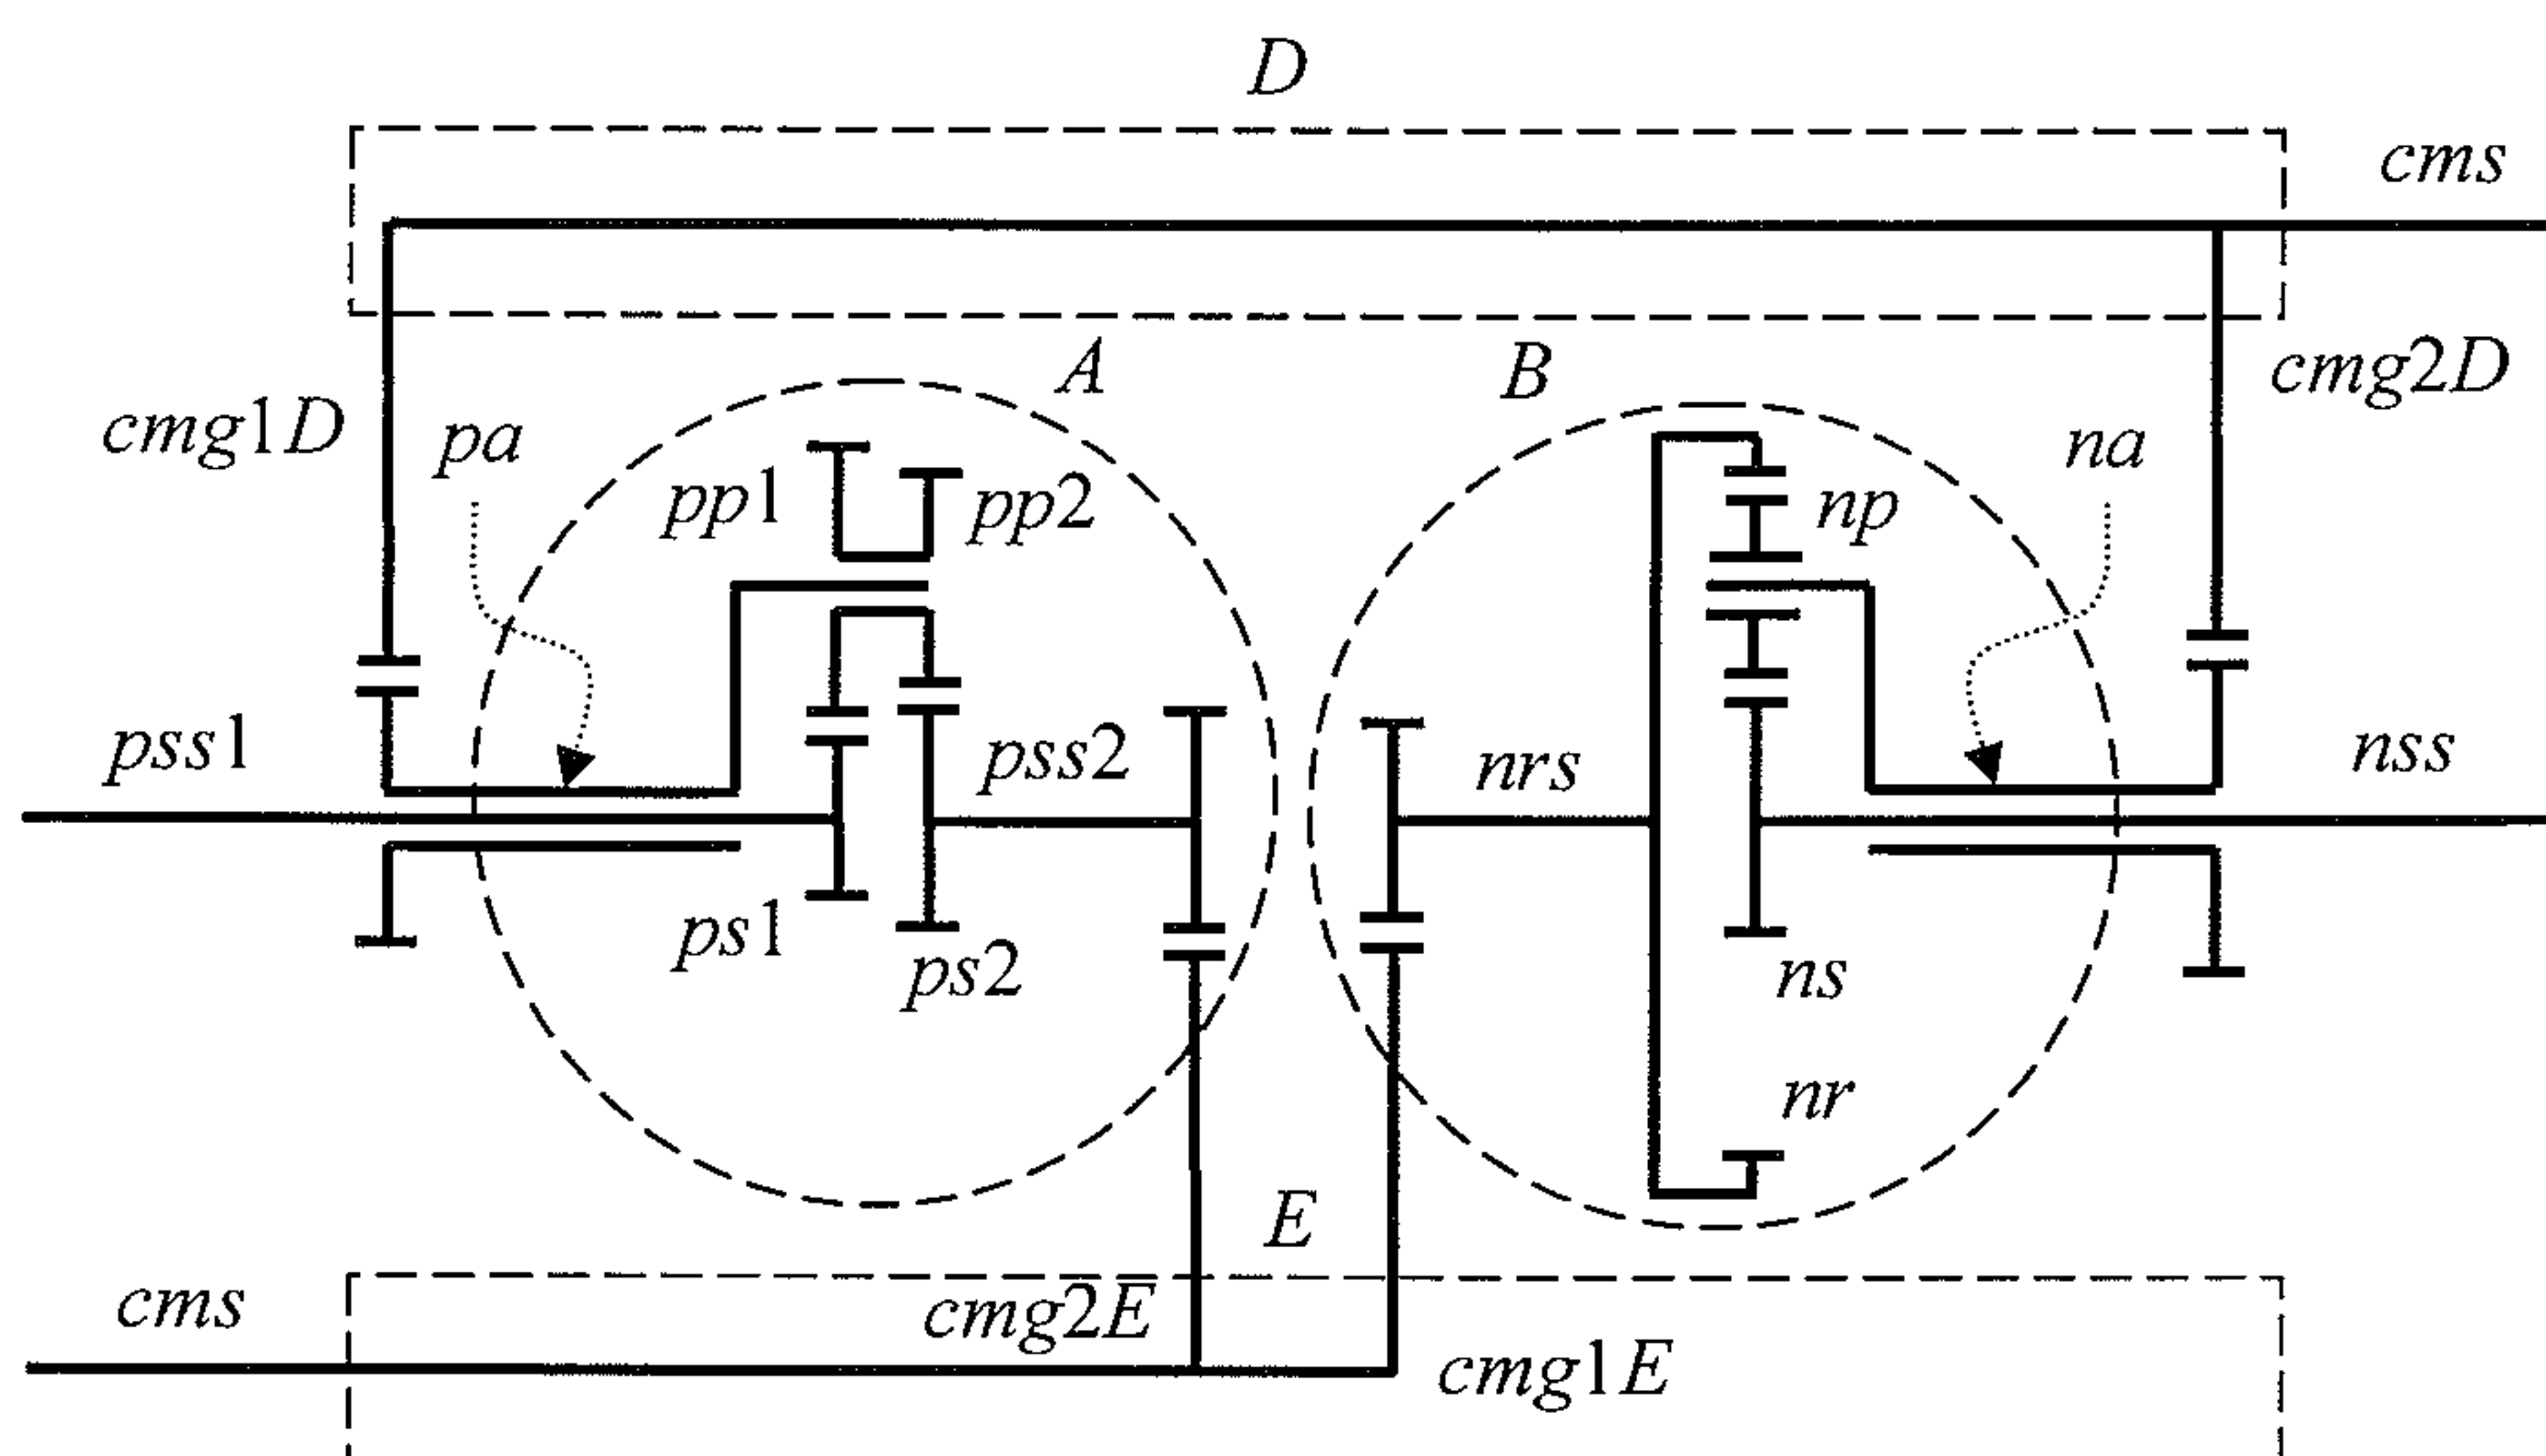 D
cms
A
B
cmg1D
pa
cmg2D
na
pp1
pp2
np
pss1
pss2
nrs
nss
ps1
ps2
ns
nr
E
cms
cmg2E
cmg1E